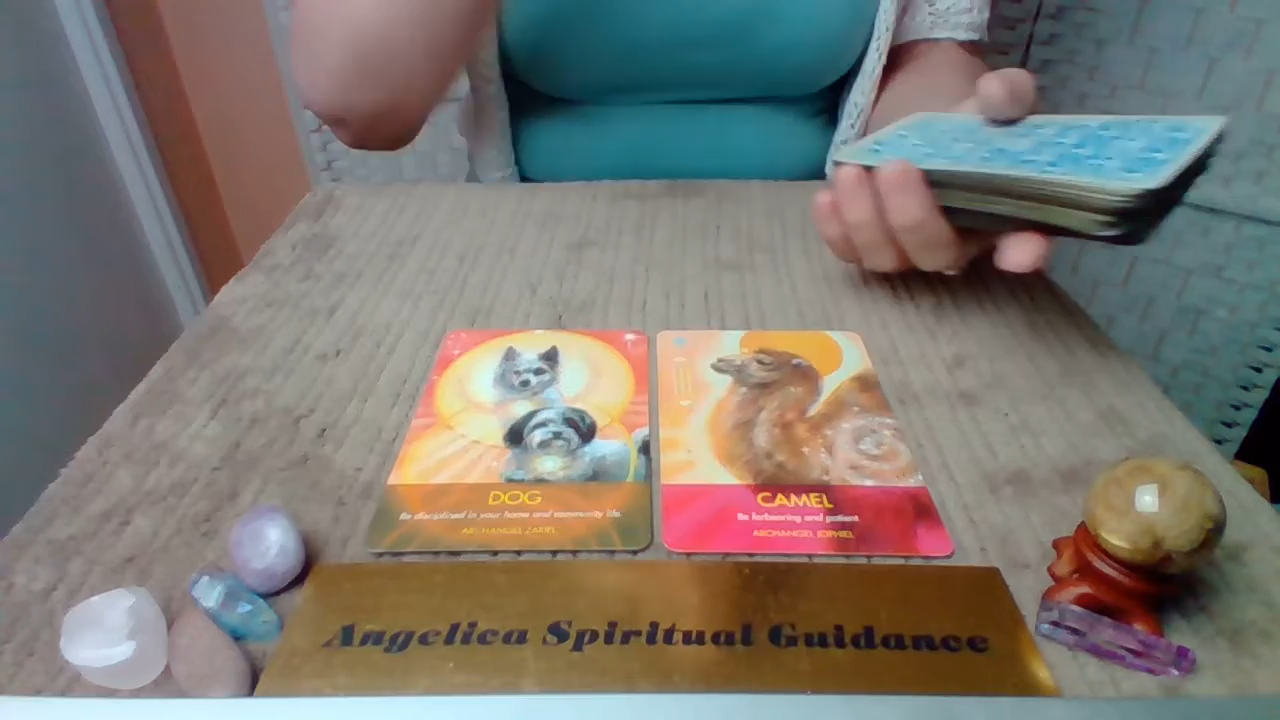 DOG
Be disciplined in your home and community life.
ARCHANGEL ZAKIEL
CAMEL
Be forbearing and patient
ARCHANGEL JOPHIEL
Angelica Spiritual Guidance